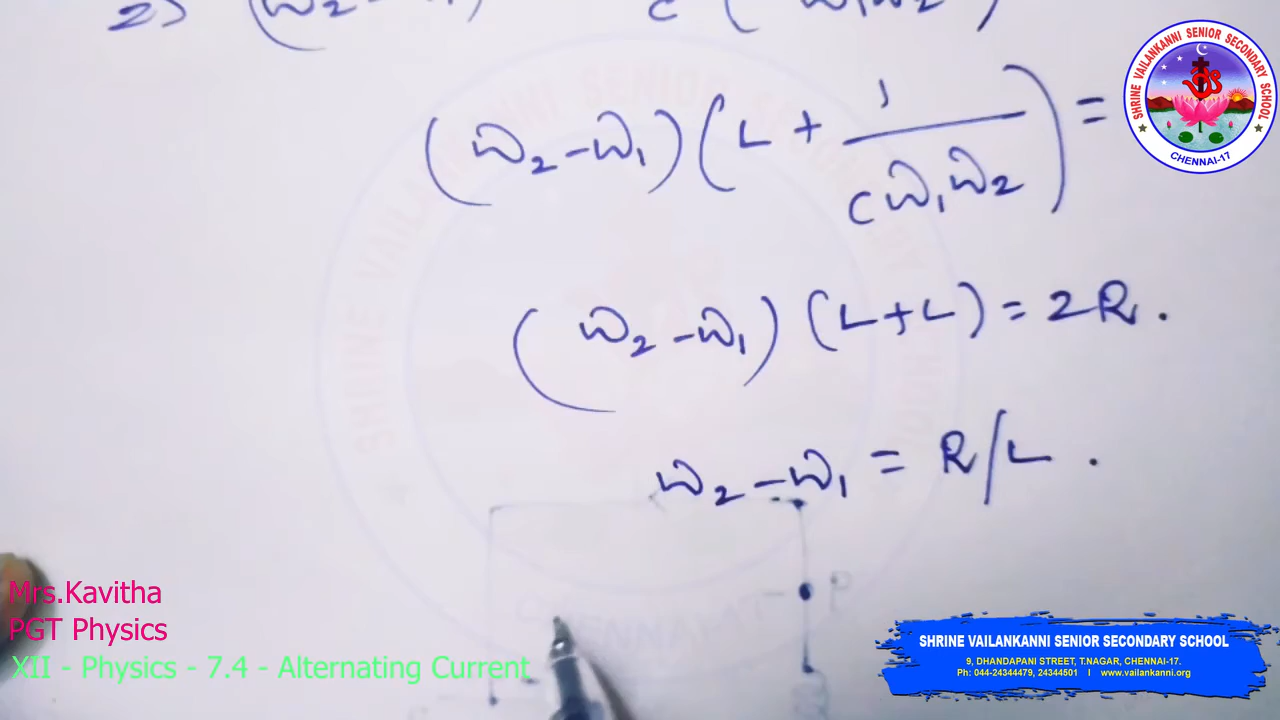 (ω₂ - ω₁) (L + 1/(Cω₁ω₂)) =
(ω₂ - ω₁) (L + L) = 2R.
ω₂ - ω₁ = R/L.
P
SHRINE VAILANKANNI SENIOR SECONDARY SCHOOL
CHENNAI-17
Mrs.Kavitha
PGT Physics
XII - Physics - 7.4 - Alternating Current
SHRINE VAILANKANNI SENIOR SECONDARY SCHOOL
9, DHANDAPANI STREET, T.NAGAR, CHENNAI-17.
Ph: 044-24344479, 24344501 I www.vailankanni.org